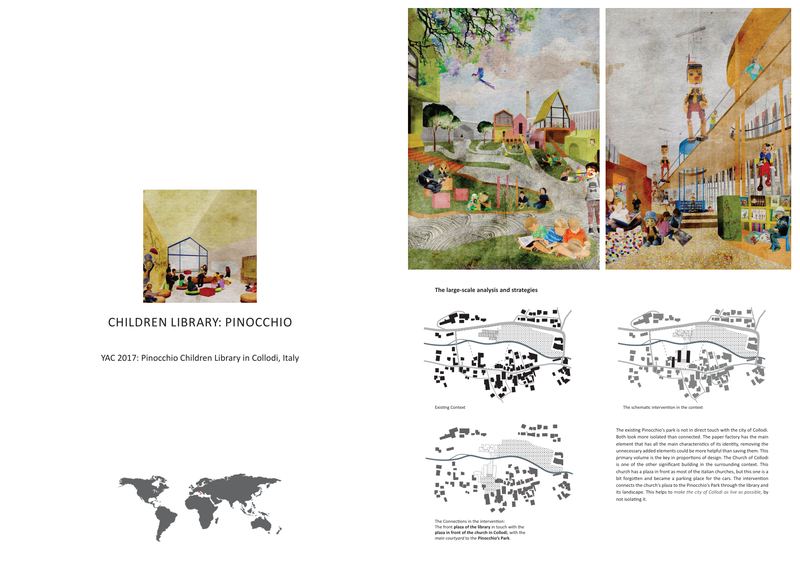 CHILDREN LIBRARY: PINOCCHIO
YAC 2017: Pinocchio Children Library in Collodi, Italy
The large-scale analysis and strategies
Existing Context
The schematic intervention in the context
The Connections in the intervention:
The front plaza of the library in touch with the
plaza in front of the church in Collodi, with the
main courtyard to the Pinocchio's Park.
The existing Pinocchio's park is not in direct touch with the city of Collodi.
Both look more isolated than connected. The paper factory has the main
element that has all the main characteristics of its identity, removing the
unnecessary added elements could be more helpful than saving them. This
primary volume is the key in proportions of design. The Church of Collodi
is one of the other significant building in the surrounding context. This
church has a plaza in front as most of the Italian churches, but this one is a
bit forgotten and became a parking place for the cars. The intervention
connects the church's plaza to the Pinocchio's Park through the library and
its landscape. This helps to make the city of Collodi as live as possible, by
not isolating it.